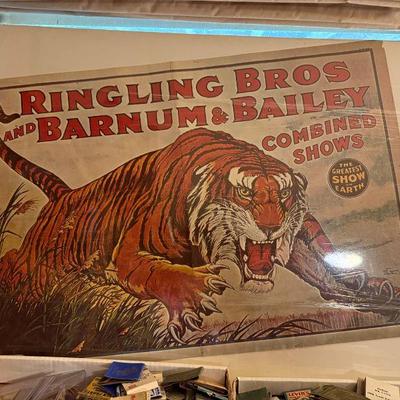 RINGLING BROS
AND BARNUM & BAILEY
COMBINED
SHOWS
THE
GREATEST
SHOW
ON
EARTH